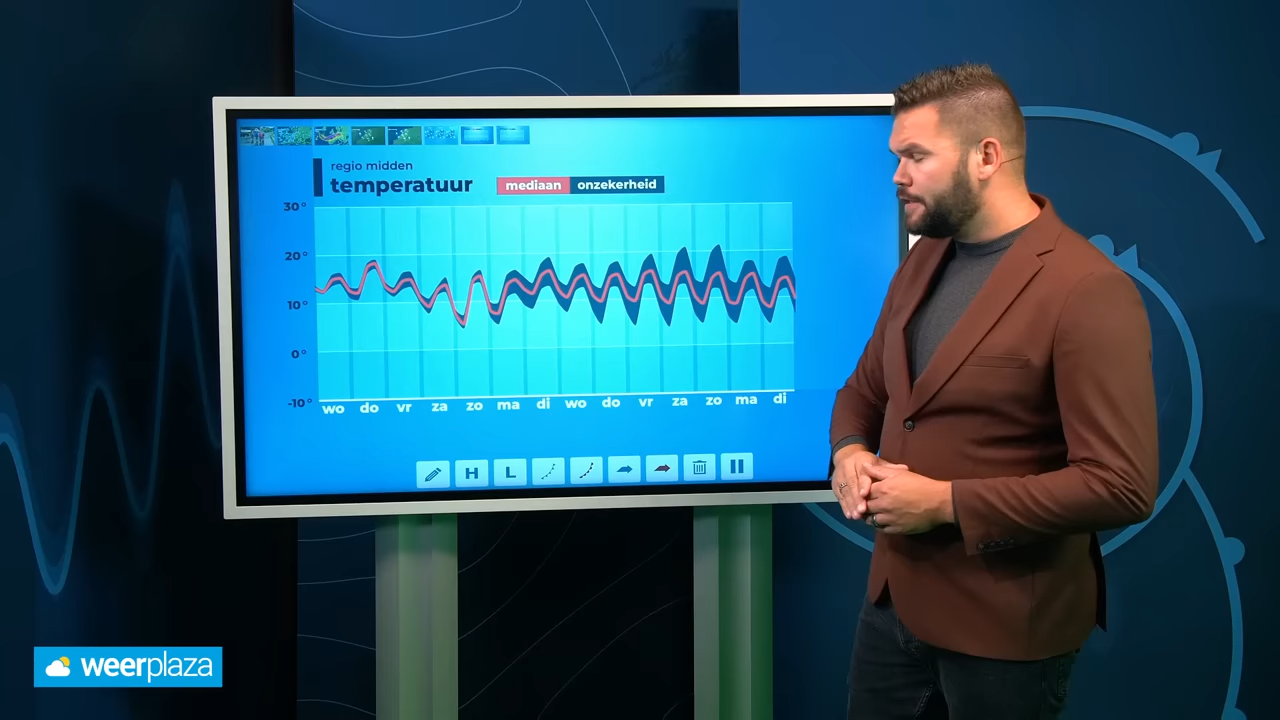 regio midden
temperatuur
mediaan onzekerheid
30°
20°
10°
0°
-10°
wo do vr za zo ma di wo do vr za zo ma di
H L
weerplaza